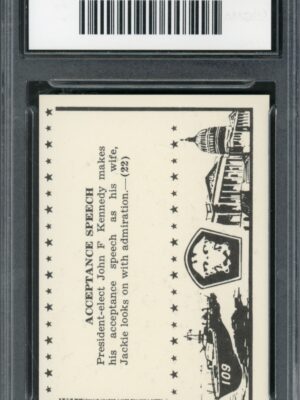 ACCEPTANCE SPEECH
President-elect John F Kennedy makes
his acceptance speech as his wife,
Jackie looks on with admiration.—(22)
109